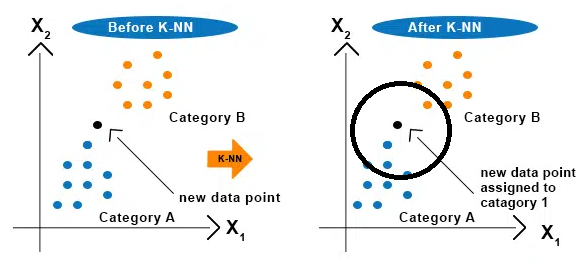 Before K-NN
X2
Category B
new data point
Category A
X1
K-NN
After K-NN
X2
Category B
new data point
assigned to
catagory 1
Category A
X1